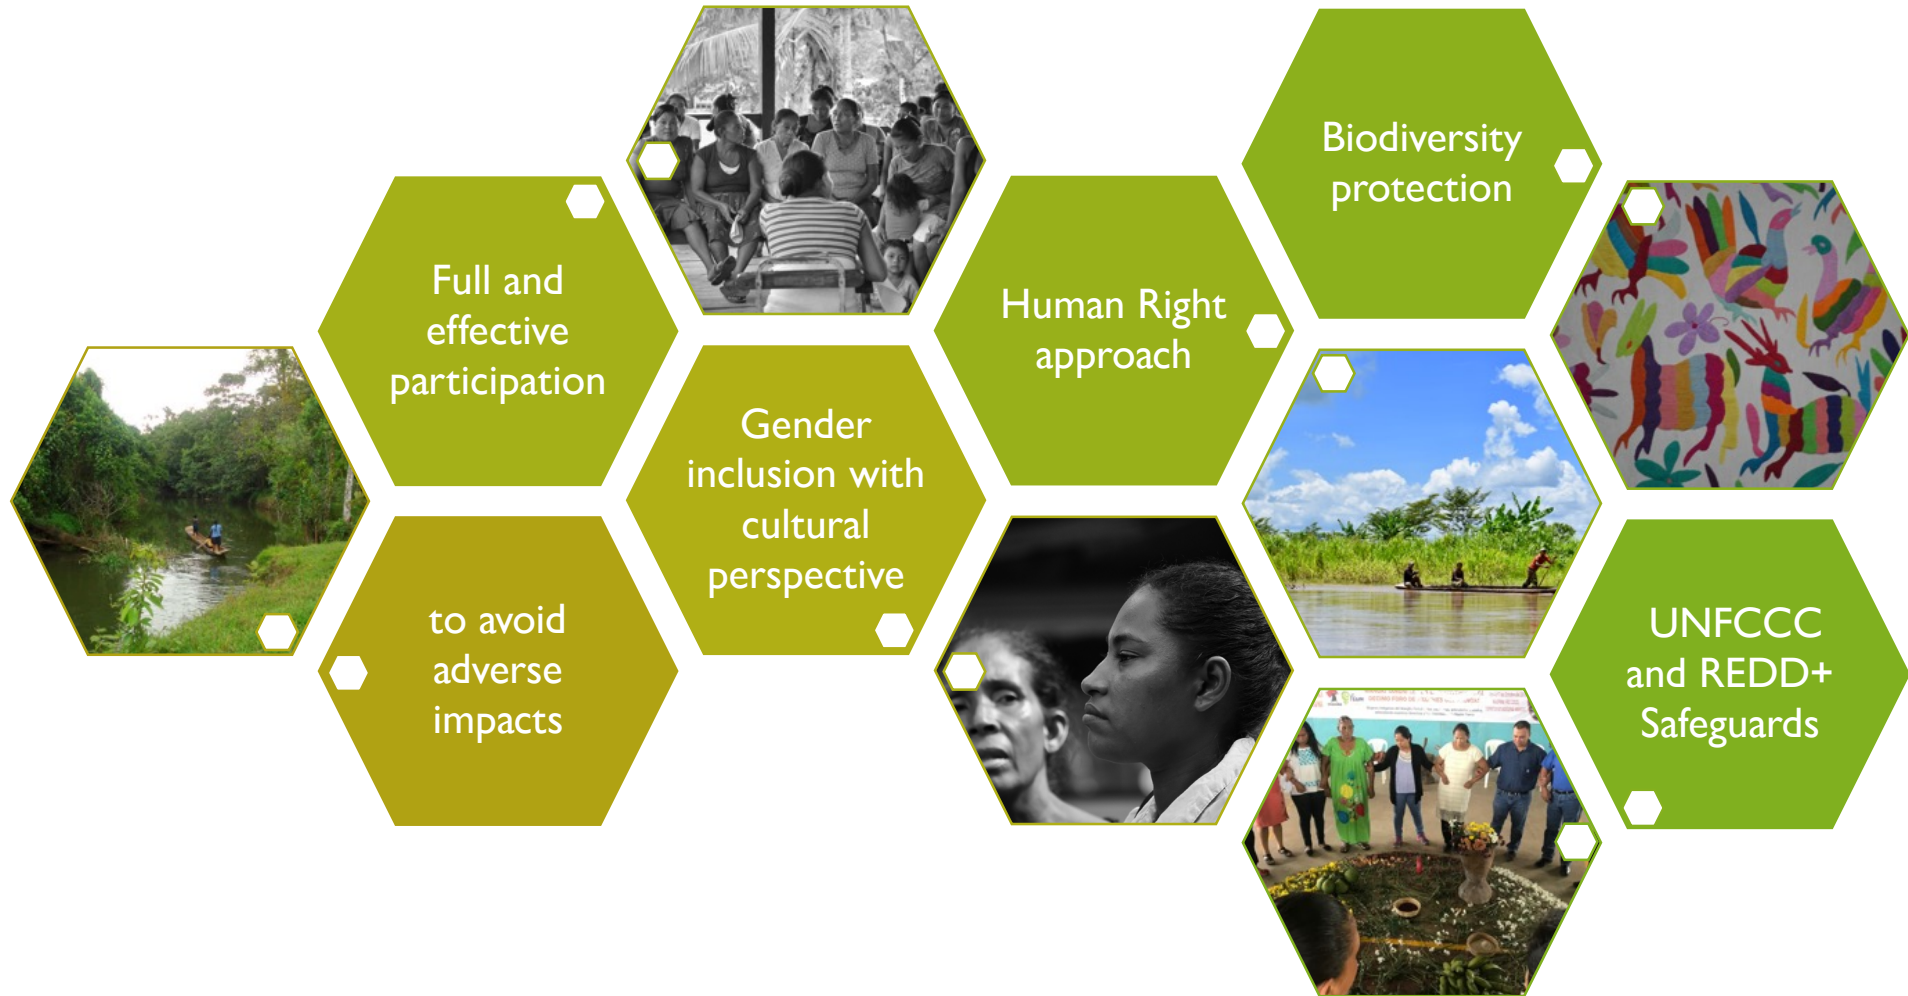 Full and
effective
participation
to avoid
adverse
impacts
Gender
inclusion with
cultural
perspective
Human Right
approach
Biodiversity
protection
UNFCCC
and REDD+
Safeguards